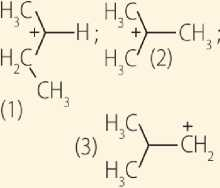 H₃C H₃C
+ H; + CH₃;
H₂C H₃C (2)
CH₃
(1)
H₃C +
(3) CH₂
H₃C